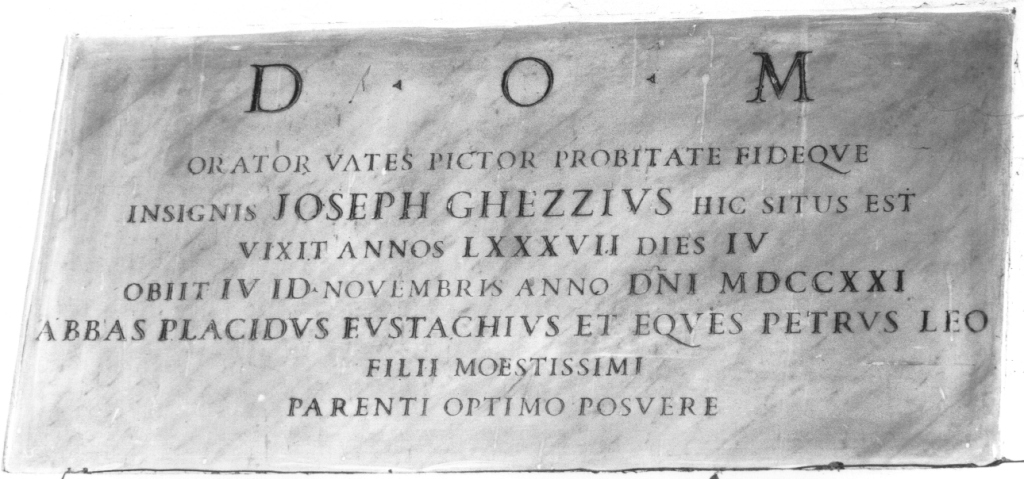 D · O · M
ORATOR VATES PICTOR PROBITATE FIDEQVE
INSIGNIS JOSEPH GHEZZIVS HIC SITUS EST
VIXIT ANNOS LXXXVII DIES IV
OBIIT IV ID·NOVEMBRIS ANNO DÑI MDCCXXI
ABBAS PLACIDVS EVSTACHIVS ET EQVES PETRVS LEO
FILII MOESTISSIMI
PARENTI OPTIMO POSVERE